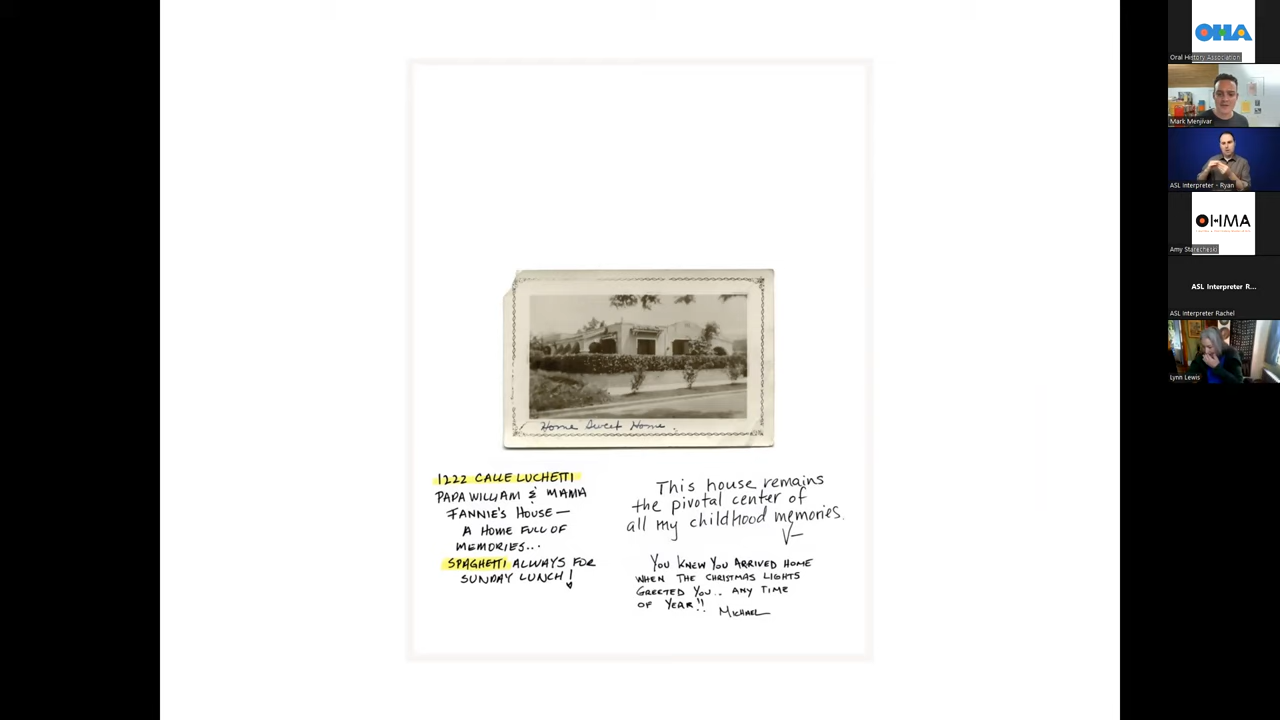 Home Sweet Home.
1222 CALLE LUCHETTI
PAPA WILLIAM & MAMA
FANNIE'S HOUSE—
A HOME FULL OF
MEMORIES...
SPAGHETTI ALWAYS FOR
SUNDAY LUNCH!
This house remains
the pivotal center of
all my childhood memories.
V—
YOU KNEW YOU ARRIVED HOME
WHEN THE CHRISTMAS LIGHTS
GREETED YOU.. ANY TIME
OF YEAR!!
MICHAEL
OHA
Oral History Association
Mark Menjivar
ASL Interpreter - Ryan
OHMA
Amy Starecheski
ASL Interpreter R...
ASL Interpreter Rachel
Lynn Lewis